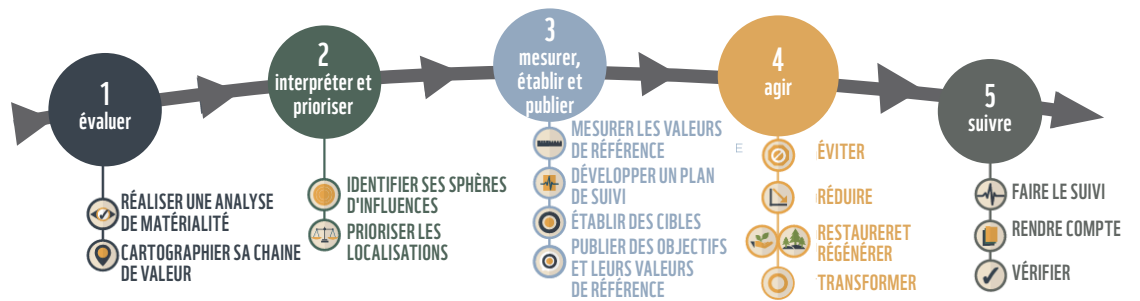 1
évaluer
RÉALISER UNE ANALYSE
DE MATÉRIALITÉ
CARTOGRAPHIER SA CHAINE
DE VALEUR
2
interpréter et
prioriser
IDENTIFIER SES SPHÈRES
D'INFLUENCES
PRIORISER LES
LOCALISATIONS
3
mesurer,
établir et
publier
MESURER LES VALEURS
DE RÉFÉRENCE
DÉVELOPPER UN PLAN
DE SUIVI
ÉTABLIR DES CIBLES
PUBLIER DES OBJECTIFS
ET LEURS VALEURS
DE RÉFÉRENCE
4
agir
E
ÉVITER
RÉDUIRE
RESTAURERET
RÉGÉNÉRER
TRANSFORMER
5
suivre
FAIRE LE SUIVI
RENDRE COMPTE
VÉRIFIER